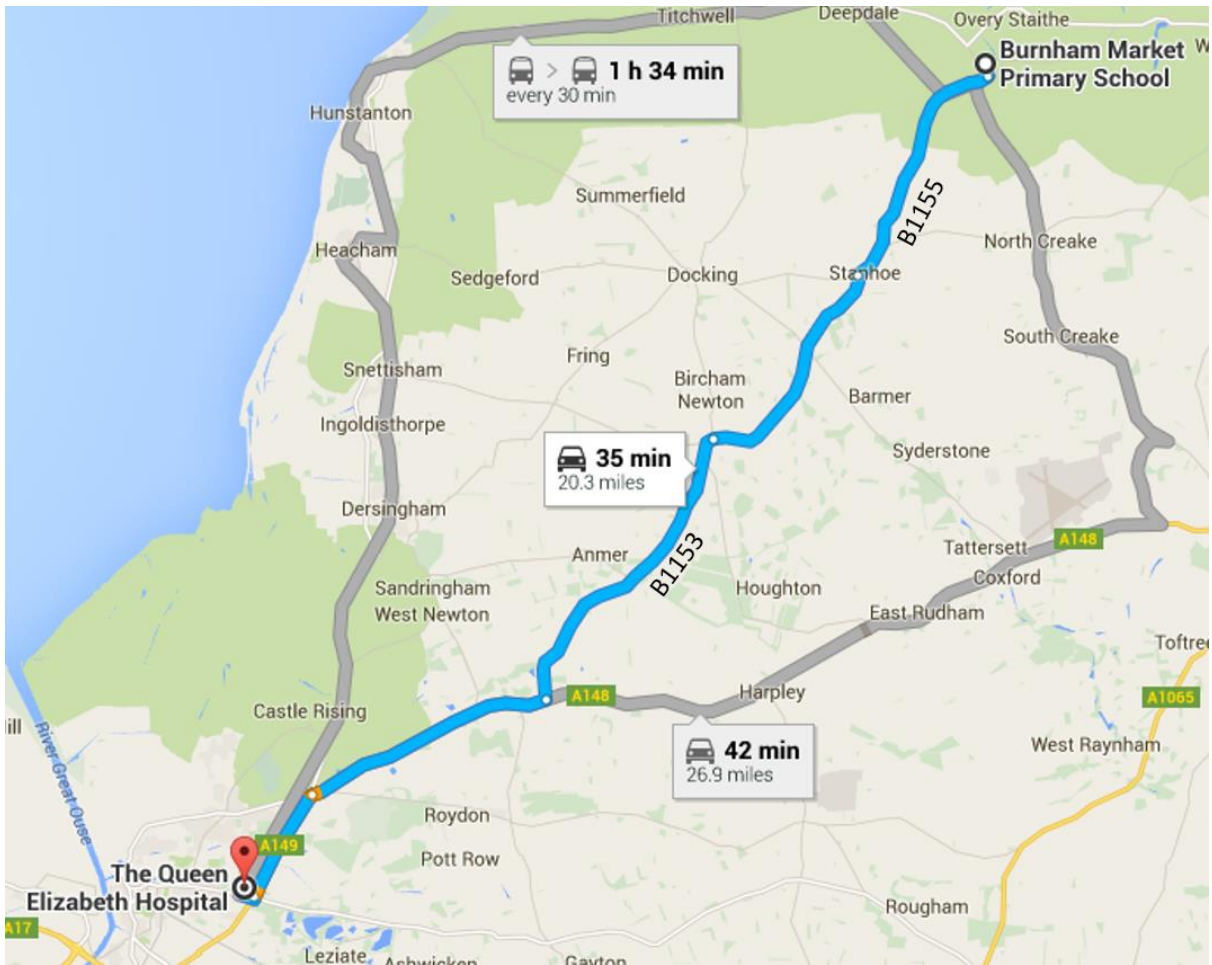 Titchwell
Deepdale
Overy Staithe
Burnham Market
Primary School
1 h 34 min
every 30 min
Hunstanton
Summerfield
B1155
North Creake
Heacham
Sedgeford
Docking
Stanhoe
South Creake
Fring
Snettisham
Bircham
Newton
Barmer
Ingoldisthorpe
Syderstone
35 min
20.3 miles
Dersingham
A148
Tattersett
Anmer
B1153
Coxford
Sandringham
Houghton
West Newton
East Rudham
Toftree
A148
Harpley
A1065
Castle Rising
ill
River Great Ouse
42 min
26.9 miles
West Raynham
Roydon
A149
Pott Row
The Queen
Elizabeth Hospital
Rougham
A17
Leziate
Ashwicken
Gayton